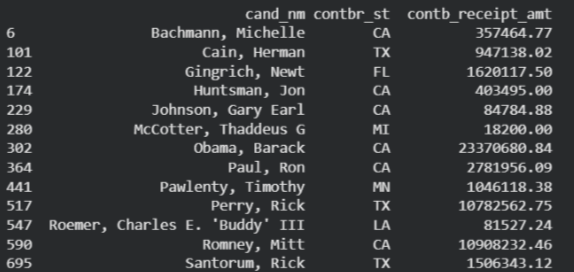 cand_nm contbr_st contb_receipt_amt
6 Bachmann, Michelle CA 357464.77
101 Cain, Herman TX 947138.02
122 Gingrich, Newt FL 1620117.50
174 Huntsman, Jon CA 403495.00
229 Johnson, Gary Earl CA 84784.88
280 McCotter, Thaddeus G MI 18200.00
302 Obama, Barack CA 23370680.84
364 Paul, Ron CA 2781956.09
441 Pawlenty, Timothy MN 1046118.38
517 Perry, Rick TX 10782562.75
547 Roemer, Charles E. 'Buddy' III LA 81527.24
590 Romney, Mitt CA 10908232.46
695 Santorum, Rick TX 1506343.12